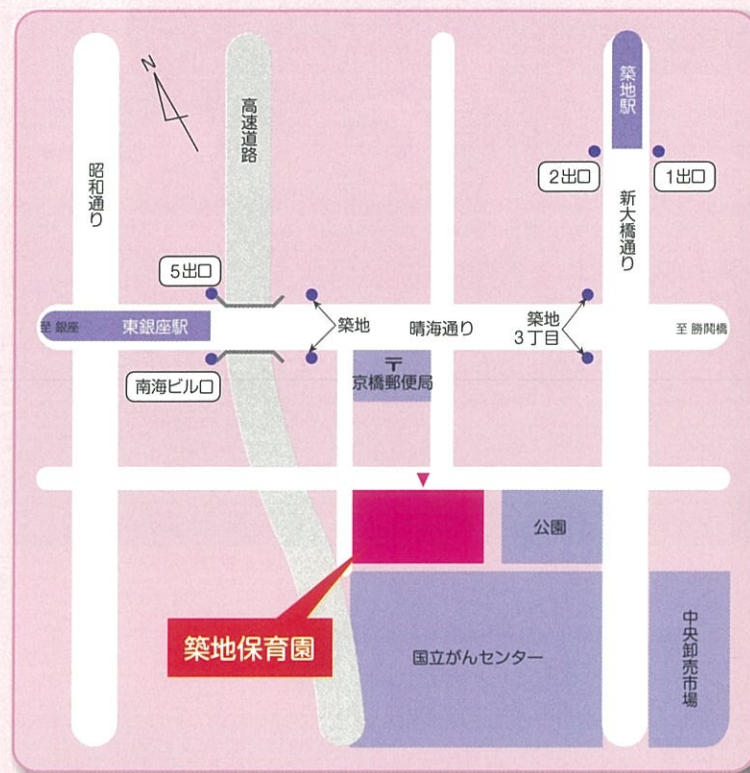 N
築地駅
高速道路
昭和通り
2出口
1出口
新大橋通り
5出口
至 銀座
東銀座駅
築地
晴海通り
築地
3丁目
至 勝鬨橋
〒
京橋郵便局
南海ビル口
公園
築地保育園
国立がんセンター
中央卸売市場